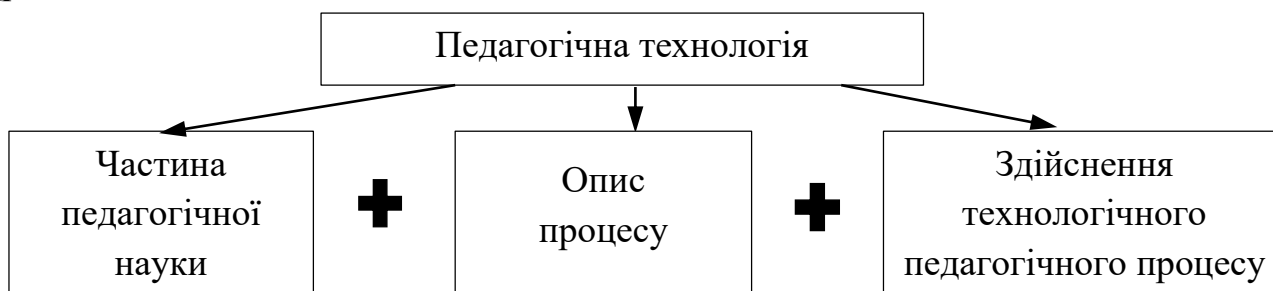 Педагогічна технологія
Частина
педагогічної
науки
Опис
процесу
Здійснення
технологічного
педагогічного процесу